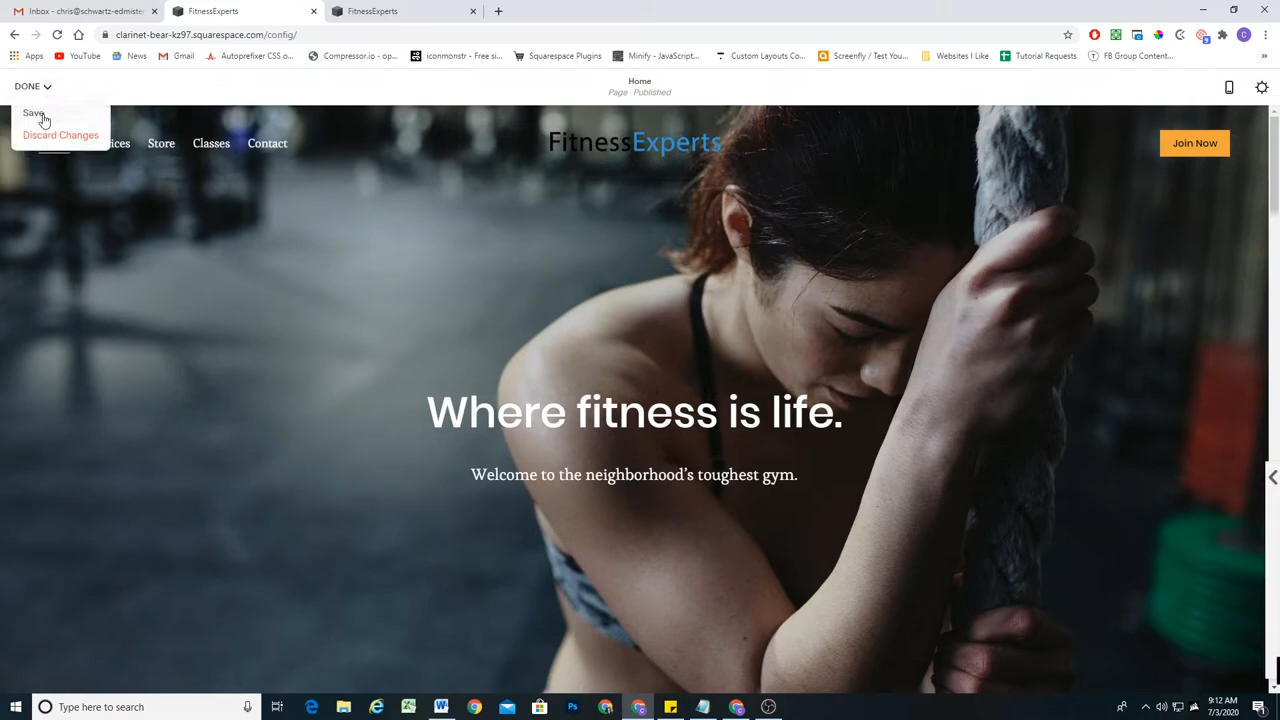 Inbox - chris@schwartz-edmister
FitnessExperts
FitnessExperts
clarinet-bear-kz97.squarespace.com/config/
Apps
YouTube
News
Gmail
Autoprefixer CSS o...
Compressor.io - op...
iconmonstr - Free si...
Squarespace Plugins
Minify - JavaScript...
Custom Layouts Co...
Screenfly / Test You...
Websites I Like
Tutorial Requests
FB Group Content...
DONE
Home
Page · Published
Save
Discard Changes
Store
Classes
Contact
FitnessExperts
Join Now
Where fitness is life.
Welcome to the neighborhood’s toughest gym.
Type here to search
9:12 AM
7/3/2020